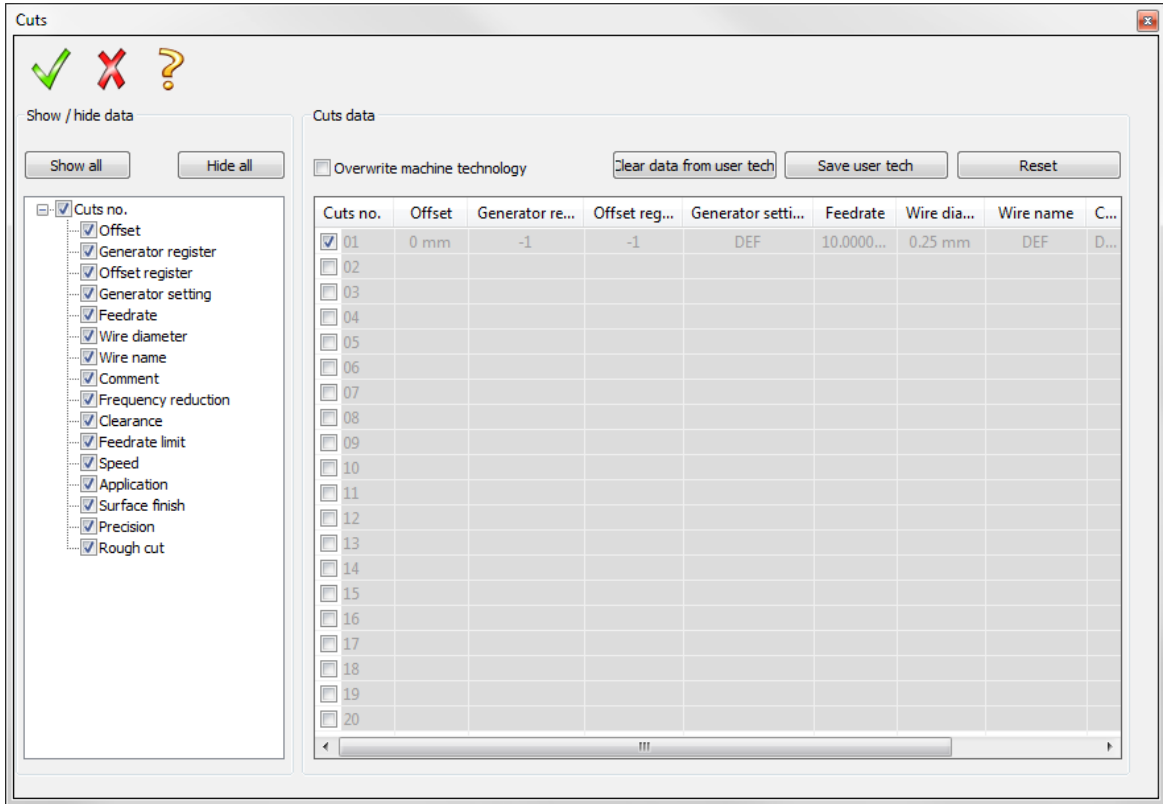 Cuts
Show / hide data
Show all Hide all
Cuts no.
Offset
Generator register
Offset register
Generator setting
Feedrate
Wire diameter
Wire name
Comment
Frequency reduction
Clearance
Feedrate limit
Speed
Application
Surface finish
Precision
Rough cut
Cuts data
Overwrite machine technology Clear data from user tech Save user tech Reset
Cuts no. Offset Generator re... Offset reg... Generator setti... Feedrate Wire dia... Wire name C...
01 0 mm -1 -1 DEF 10.0000... 0.25 mm DEF D...
02
03
04
05
06
07
08
09
10
11
12
13
14
15
16
17
18
19
20